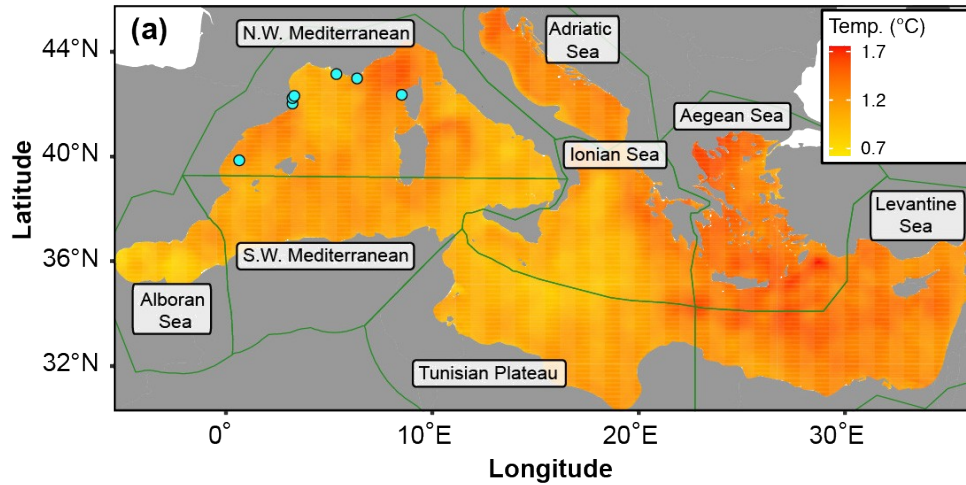 (a)
N.W. Mediterranean
Adriatic
Sea
Temp. (°C)
1.7
1.2
0.7
Aegean Sea
Ionian Sea
Levantine
Sea
S.W. Mediterranean
Alboran
Sea
Tunisian Plateau
44°N
40°N
36°N
32°N
Latitude
0°
10°E
20°E
30°E
Longitude